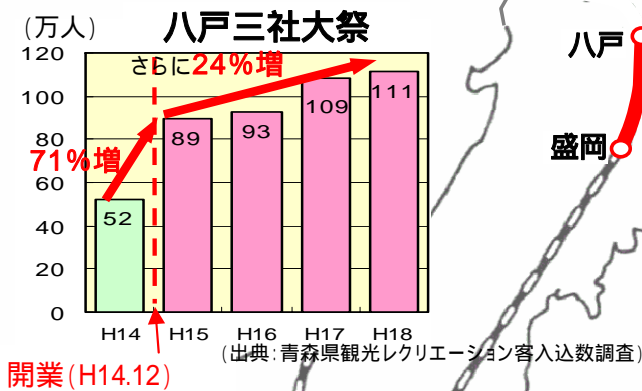 八戸三社大祭
(万人)
さらに24%増
71%増
120
100
80
60
40
20
0
52
89
93
109
111
H14
H15
H16
H17
H18
開業(H14.12)
(出典:青森県観光レクリエーション客入込数調査)
八戸
盛岡